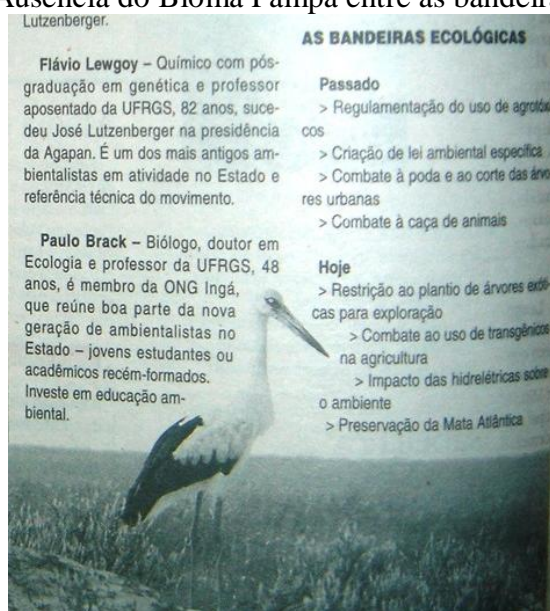 Ausência do Bioma Pampa entre as bandeira
Lutzenberger.
Flávio Lewgoy – Químico com pós-
graduação em genética e professor
aposentado da UFRGS, 82 anos, suce-
deu José Lutzenberger na presidência
da Agapan. É um dos mais antigos am-
bientalistas em atividade no Estado e
referência técnica do movimento.
Paulo Brack – Biólogo, doutor em
Ecologia e professor da UFRGS, 48
anos, é membro da ONG Ingá,
que reúne boa parte da nova
geração de ambientalistas no
Estado – jovens estudantes ou
acadêmicos recém-formados.
Investe em educação am-
biental.
AS BANDEIRAS ECOLÓGICAS
Passado
> Regulamentação do uso de agrotóxi
cos
> Criação de lei ambiental específica
> Combate à poda e ao corte das árvo
res urbanas
> Combate à caça de animais
Hoje
> Restrição ao plantio de árvores exóti-
cas para exploração
> Combate ao uso de transgênicos
na agricultura
> Impacto das hidrelétricas sobre
o ambiente
> Preservação da Mata Atlântica